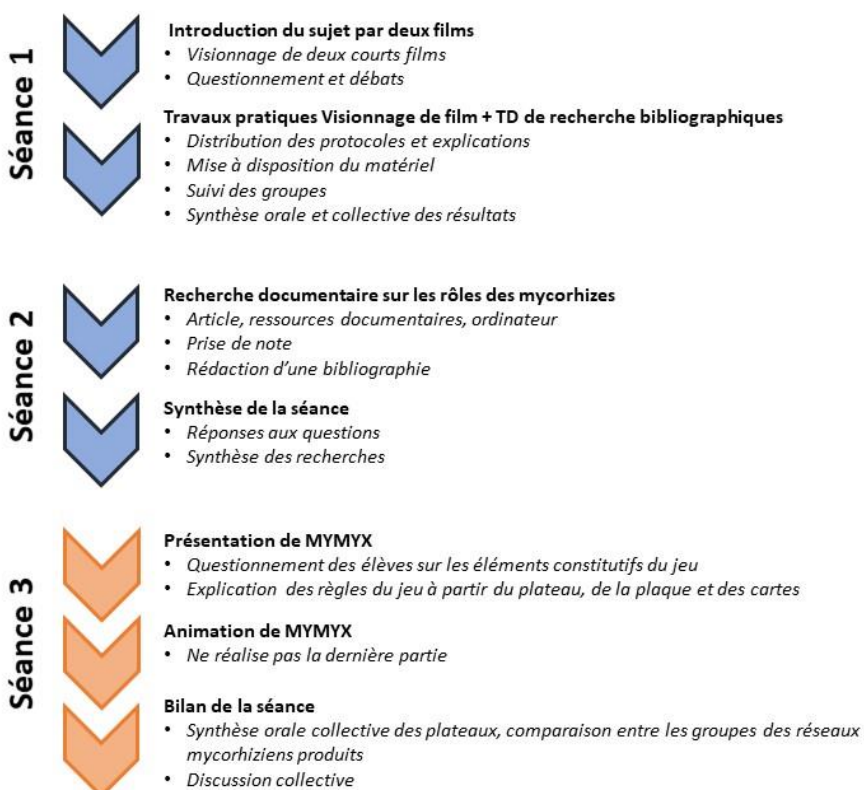 Séance 1
Introduction du sujet par deux films
• Visionnage de deux courts films
• Questionnement et débats
Travaux pratiques Visionnage de film + TD de recherche bibliographiques
• Distribution des protocoles et explications
• Mise à disposition du matériel
• Suivi des groupes
• Synthèse orale et collective des résultats
Séance 2
Recherche documentaire sur les rôles des mycorhizes
• Article, ressources documentaires, ordinateur
• Prise de note
• Rédaction d'une bibliographie
Synthèse de la séance
• Réponses aux questions
• Synthèse des recherches
Séance 3
Présentation de MYMYX
• Questionnement des élèves sur les éléments constitutifs du jeu
• Explication des règles du jeu à partir du plateau, de la plaque et des cartes
Animation de MYMYX
• Ne réalise pas la dernière partie
Bilan de la séance
• Synthèse orale collective des plateaux, comparaison entre les groupes des réseaux
mycorhiziens produits
• Discussion collective